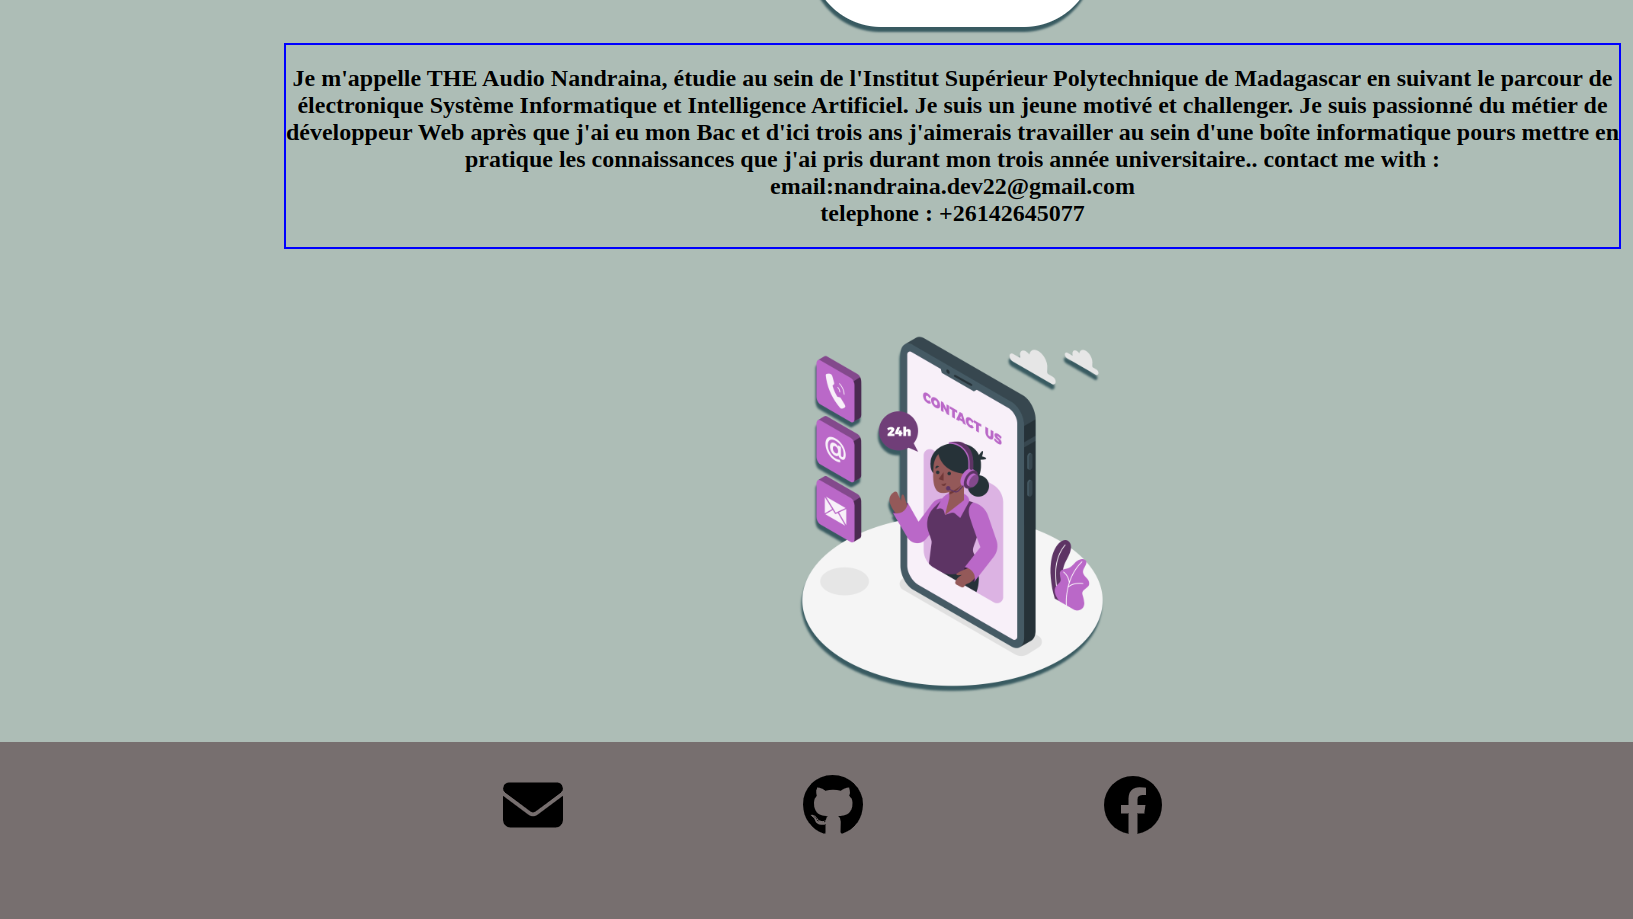 Je m'appelle THE Audio Nandraina, étudie au sein de l'Institut Supérieur Polytechnique de Madagascar en suivant le parcour de
électronique Système Informatique et Intelligence Artificiel. Je suis un jeune motivé et challenger. Je suis passionné du métier de
développeur Web après que j'ai eu mon Bac et d'ici trois ans j'aimerais travailler au sein d'une boîte informatique pours mettre en
pratique les connaissances que j'ai pris durant mon trois année universitaire.. contact me with :
email:nandraina.dev22@gmail.com
telephone : +26142645077
CONTACT US
24h
@